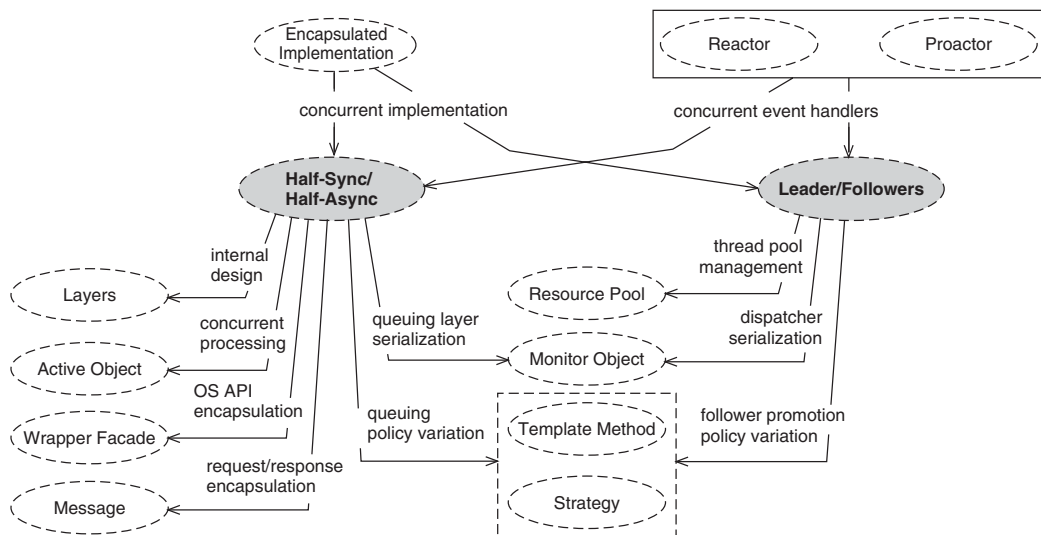 Encapsulated
Implementation
Reactor
Proactor
concurrent implementation
concurrent event handlers
Half-Sync/
Half-Async
Leader/Followers
internal
design
thread pool
management
Layers
Resource Pool
concurrent
processing
queuing layer
serialization
dispatcher
serialization
Active Object
Monitor Object
OS API
encapsulation
queuing
policy variation
follower promotion
policy variation
Template Method
Wrapper Facade
request/response
encapsulation
Message
Strategy